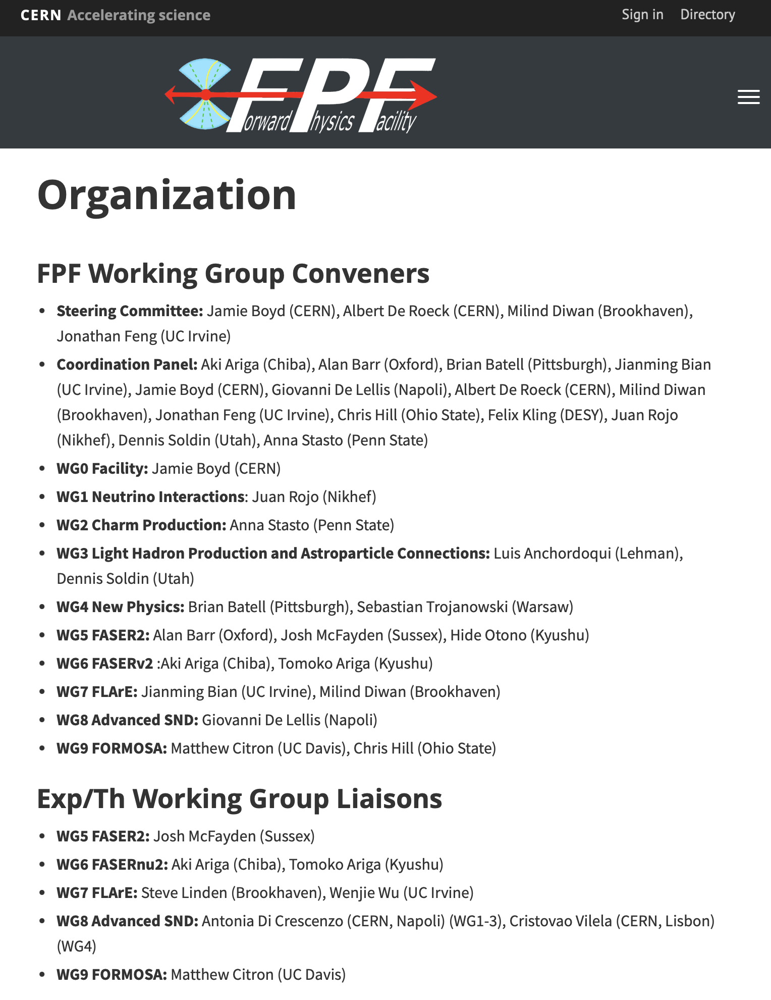 CERN Accelerating science
Sign in Directory
Forward Physics Facility
Organization
FPF Working Group Conveners
• Steering Committee: Jamie Boyd (CERN), Albert De Roeck (CERN), Milind Diwan (Brookhaven),
Jonathan Feng (UC Irvine)
• Coordination Panel: Aki Ariga (Chiba), Alan Barr (Oxford), Brian Batell (Pittsburgh), Jianming Bian
(UC Irvine), Jamie Boyd (CERN), Giovanni De Lellis (Napoli), Albert De Roeck (CERN), Milind Diwan
(Brookhaven), Jonathan Feng (UC Irvine), Chris Hill (Ohio State), Felix Kling (DESY), Juan Rojo
(Nikhef), Dennis Soldin (Utah), Anna Stasto (Penn State)
• WG0 Facility: Jamie Boyd (CERN)
• WG1 Neutrino Interactions: Juan Rojo (Nikhef)
• WG2 Charm Production: Anna Stasto (Penn State)
• WG3 Light Hadron Production and Astroparticle Connections: Luis Anchordoqui (Lehman),
Dennis Soldin (Utah)
• WG4 New Physics: Brian Batell (Pittsburgh), Sebastian Trojanowski (Warsaw)
• WG5 FASER2: Alan Barr (Oxford), Josh McFayden (Sussex), Hide Otono (Kyushu)
• WG6 FASERv2 :Aki Ariga (Chiba), Tomoko Ariga (Kyushu)
• WG7 FLArE: Jianming Bian (UC Irvine), Milind Diwan (Brookhaven)
• WG8 Advanced SND: Giovanni De Lellis (Napoli)
• WG9 FORMOSA: Matthew Citron (UC Davis), Chris Hill (Ohio State)
Exp/Th Working Group Liaisons
• WG5 FASER2: Josh McFayden (Sussex)
• WG6 FASERnu2: Aki Ariga (Chiba), Tomoko Ariga (Kyushu)
• WG7 FLArE: Steve Linden (Brookhaven), Wenjie Wu (UC Irvine)
• WG8 Advanced SND: Antonia Di Crescenzo (CERN, Napoli) (WG1-3), Cristovao Vilela (CERN, Lisbon)
(WG4)
• WG9 FORMOSA: Matthew Citron (UC Davis)